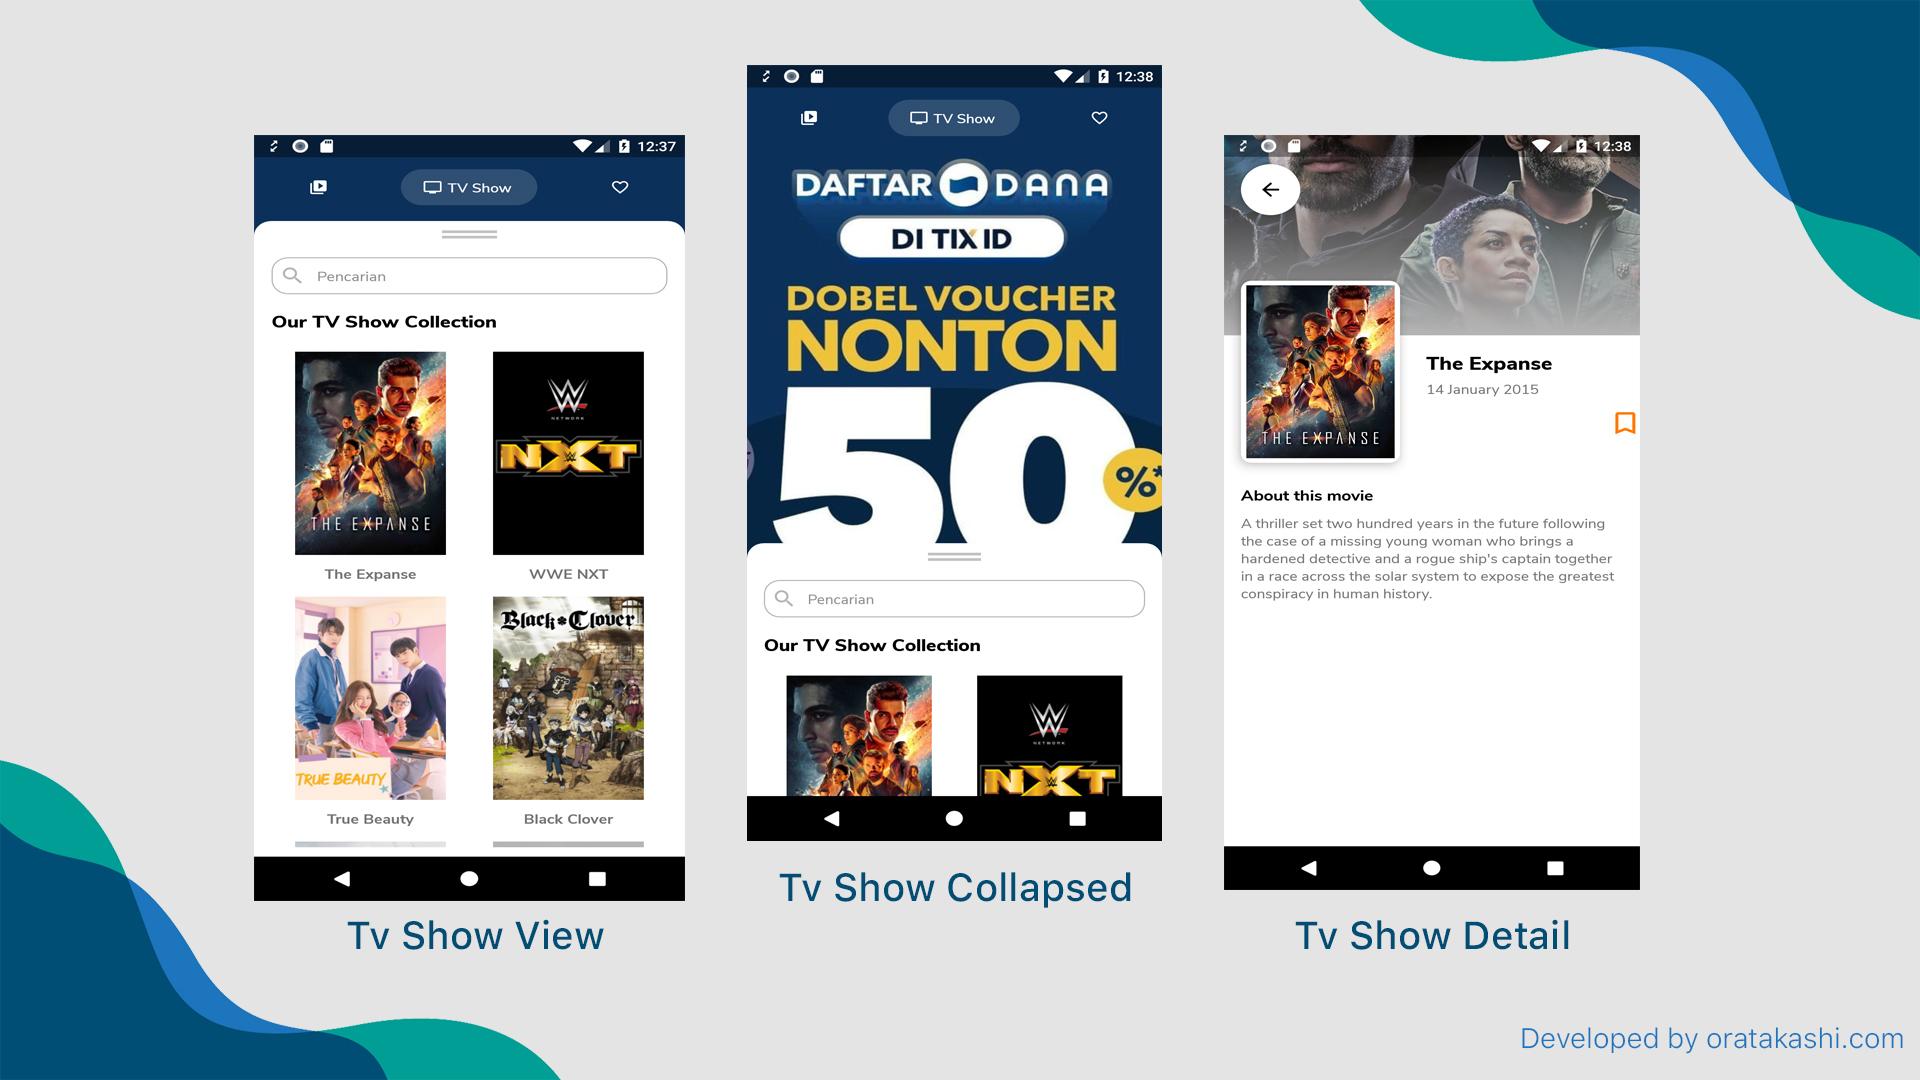 12:37
TV Show
Pencarian
Our TV Show Collection
THE EXPANSE
W
NETWORK
NXT
The Expanse
WWE NXT
TRUE BEAUTY
Black Clover
True Beauty
Black Clover
Tv Show View
12:38
TV Show
DAFTAR DANA
DI TIX ID
DOBEL VOUCHER
NONTON
50
%*
Pencarian
Our TV Show Collection
W
NETWORK
NXT
Tv Show Collapsed
12:38
THE EXPANSE
The Expanse
14 January 2015
About this movie
A thriller set two hundred years in the future following
the case of a missing young woman who brings a
hardened detective and a rogue ship's captain together
in a race across the solar system to expose the greatest
conspiracy in human history.
Tv Show Detail
Developed by oratakashi.com